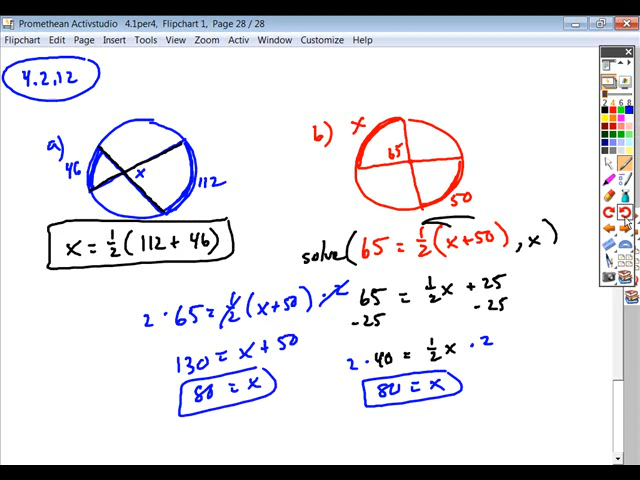 Promethean Activstudio 4.1per4, Flipchart 1, Page 28 / 28
Flipchart Edit Page Insert Tools View Zoom Activity Web Customize Help
4.2.12
a)
46
x
112
x = 1/2 (112 + 46)
b)
x
65
50
solve (65 = 1/2 (x + 50), x)
2 · 65 = 1/2 (x + 50) · 2
130 = x + 50
80 = x
65 = 1/2 x + 25
-25 -25
2 · 40 = 1/2 x · 2
80 = x